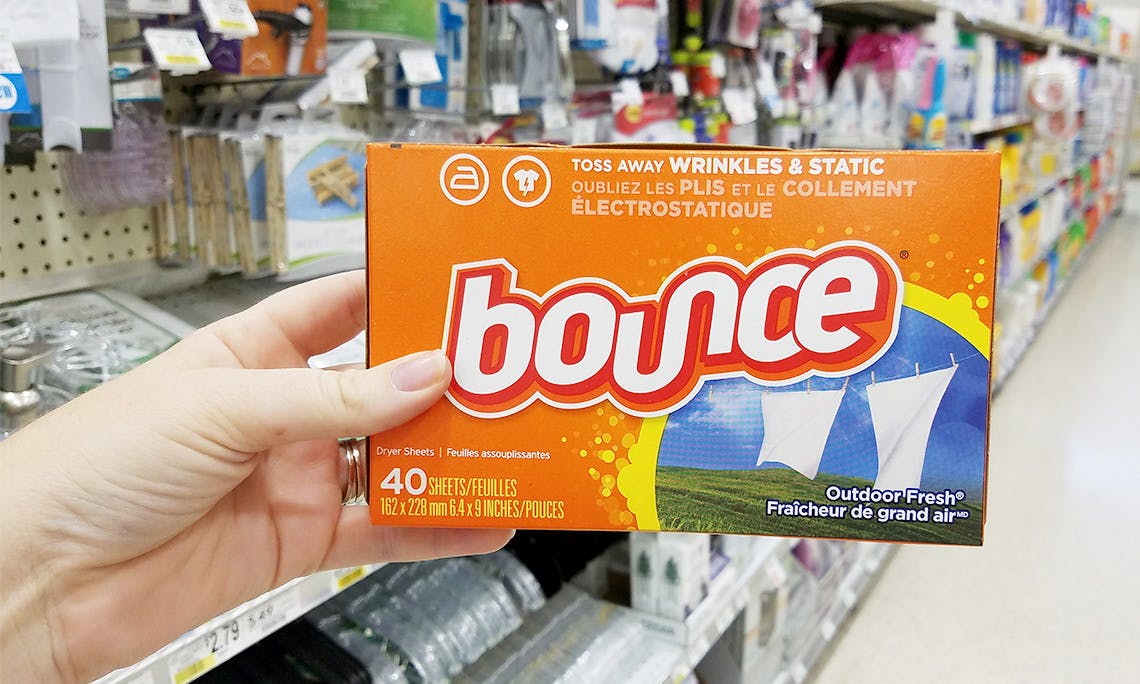 TOSS AWAY WRINKLES & STATIC
OUBLIEZ LES PLIS ET LE COLLEMENT
ÉLECTROSTATIQUE
bounce®
Dryer Sheets | Feuilles assouplissantes
40 SHEETS/FEUILLES
162 x 228 mm 6.4 x 9 INCHES/POUCES
Outdoor Fresh®
Fraîcheur de grand air MD
$2.79